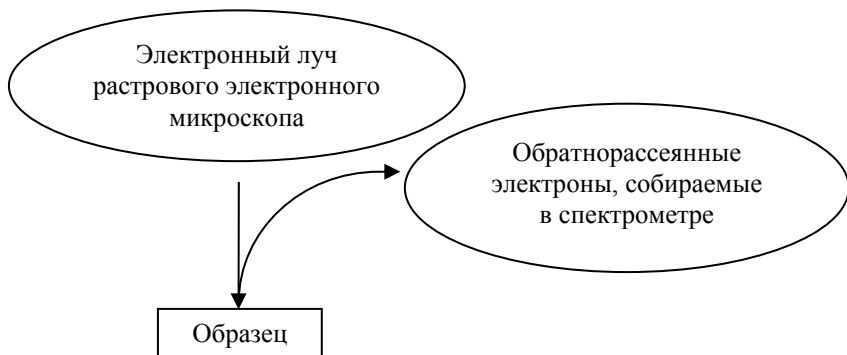 Электронный луч
растрового электронного
микроскопа
Обратнорассеянные
электроны, собираемые
в спектрометре
Образец